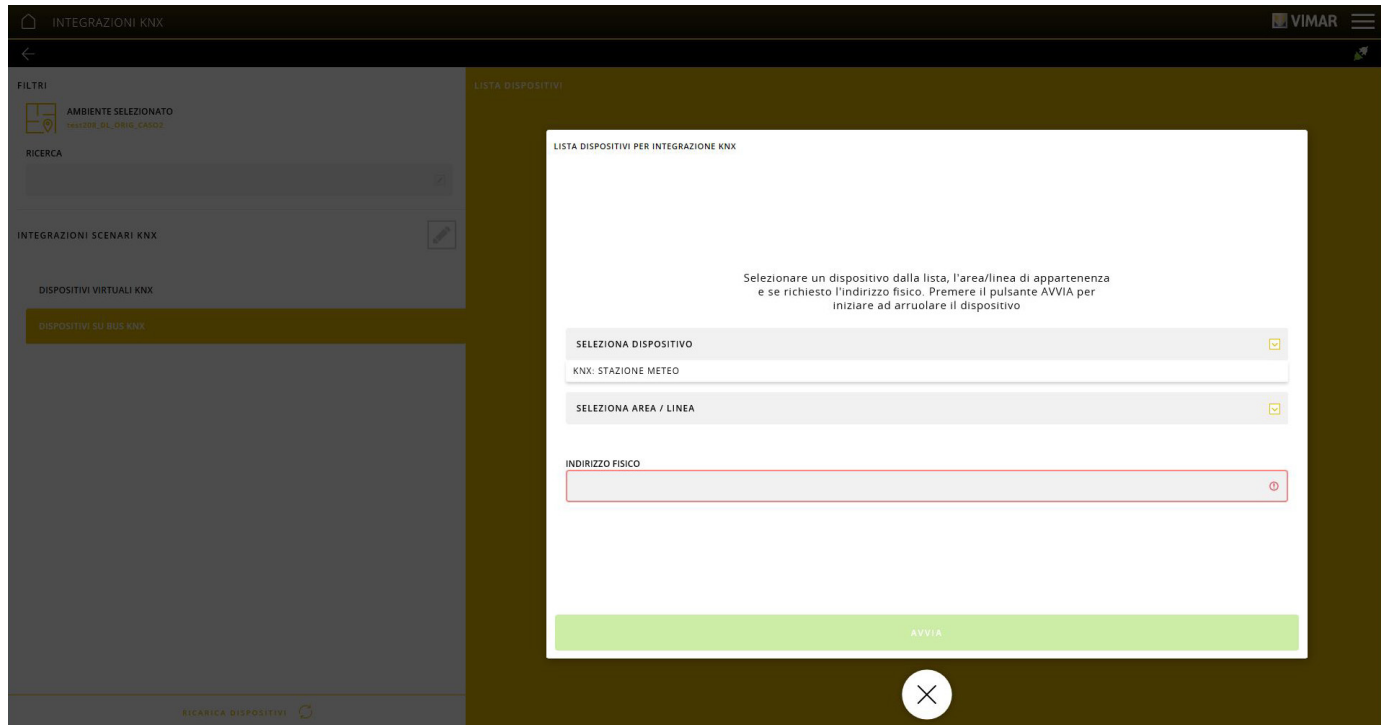 INTEGRAZIONI KNX
VIMAR
FILTRI
AMBIENTE SELEZIONATO
RICERCA
INTEGRAZIONI SCENARI KNX
DISPOSITIVI VIRTUALI KNX
DISPOSITIVI SU BUS KNX
RICARICA DISPOSITIVI
LISTA DISPOSITIVI
LISTA DISPOSITIVI PER INTEGRAZIONE KNX
Selezionare un dispositivo dalla lista, l'area/linea di appartenenza
e se richiesto l'indirizzo fisico. Premere il pulsante AVVIA per
iniziare ad arruolare il dispositivo
SELEZIONA DISPOSITIVO
KNX: STAZIONE METEO
SELEZIONA AREA / LINEA
INDIRIZZO FISICO
AVVIA